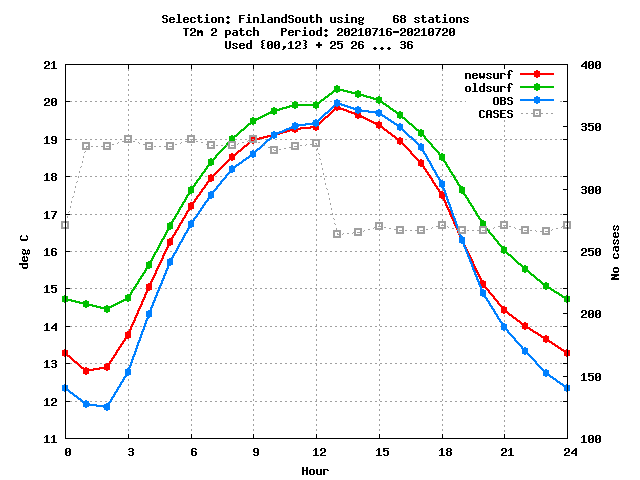 Selection: FinlandSouth using    68 stations
T2m 2 patch   Period: 20210716-20210720
Used {00,12} + 25 26 ... 36
newsurf
oldsurf
OBS
CASES
21
20
19
18
17
16
15
14
13
12
11
400
350
300
250
200
150
100
deg C
No cases
0 3 6 9 12 15 18 21 24
Hour